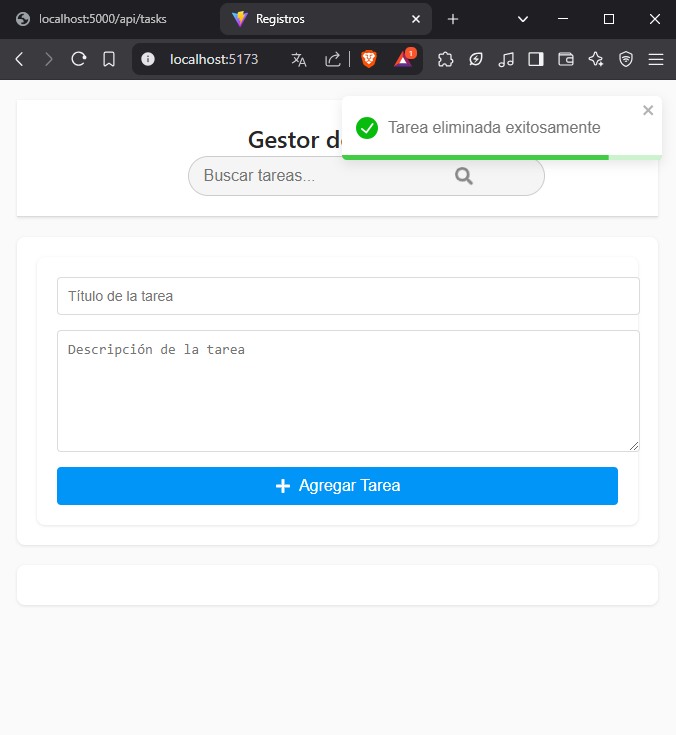 localhost:5000/api/tasks
Registros
localhost:5173
1
Tarea eliminada exitosamente
Gestor d
Buscar tareas...
Título de la tarea
Descripción de la tarea
Agregar Tarea